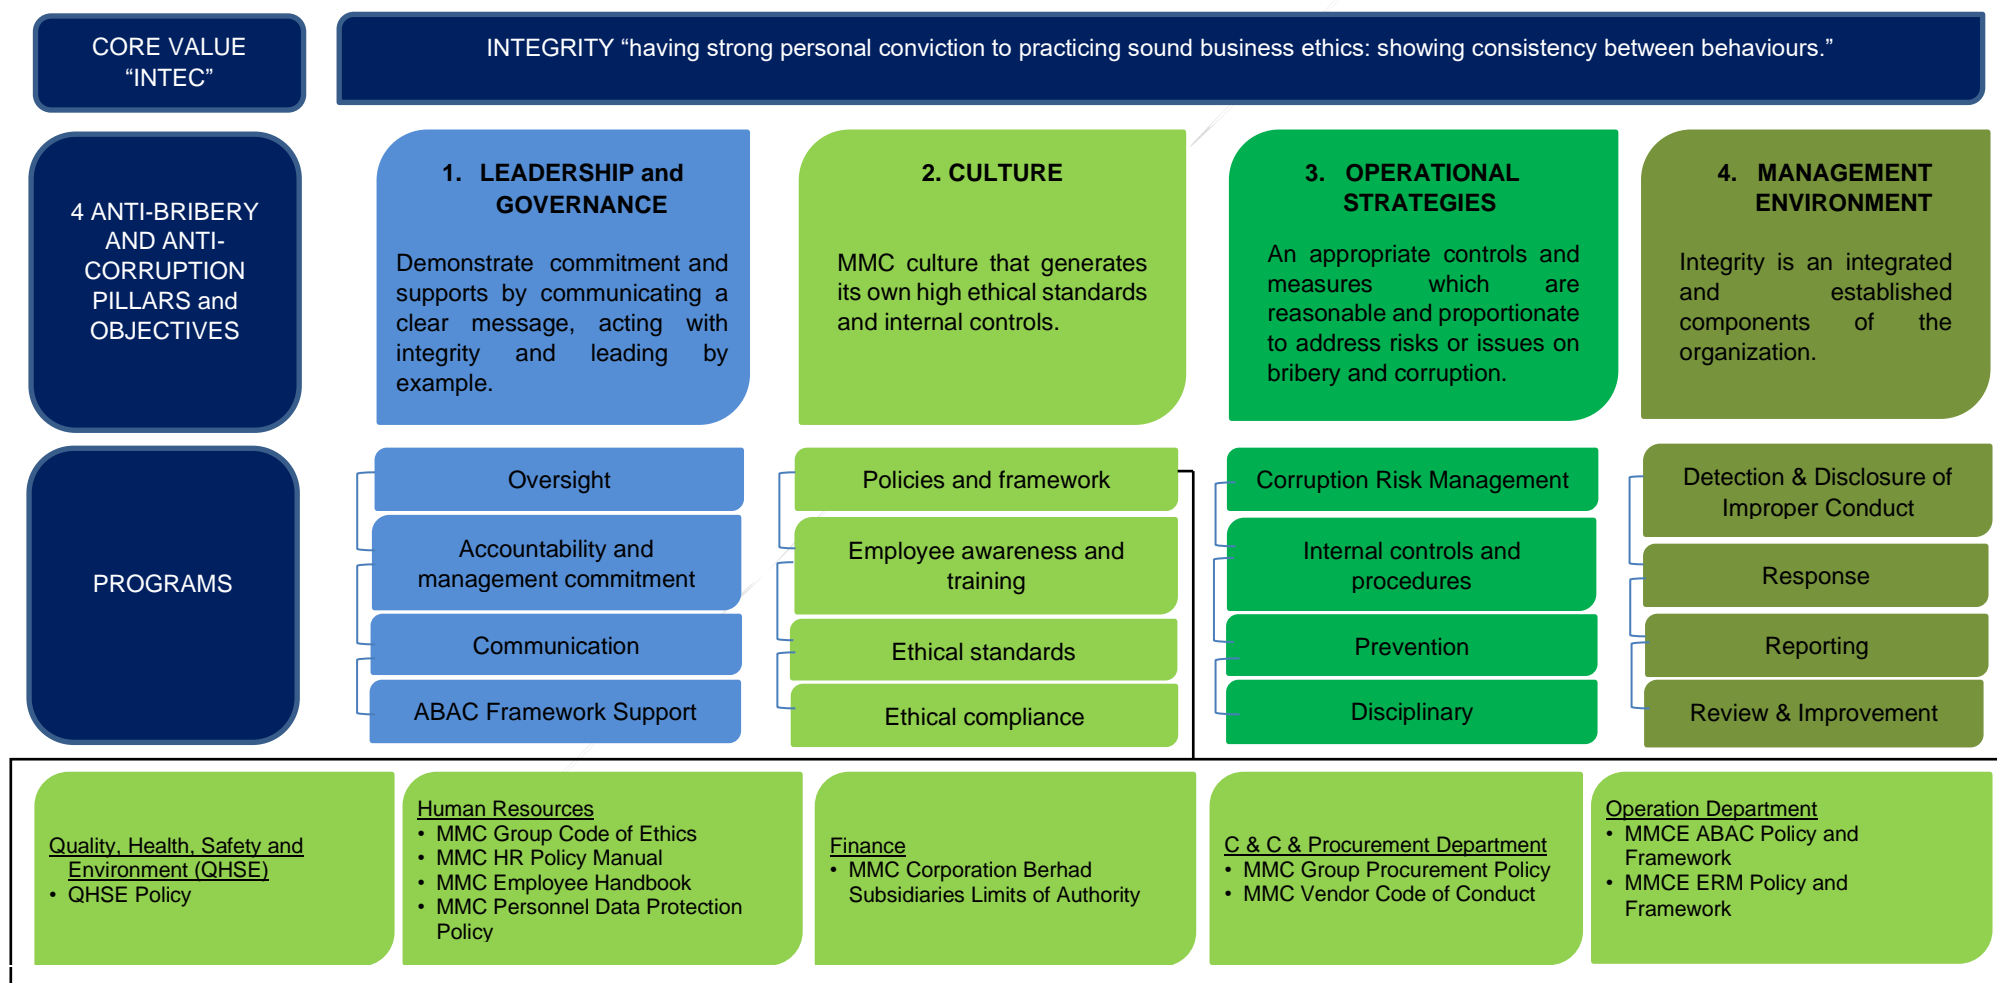 CORE VALUE
“INTEC”
INTEGRITY “having strong personal conviction to practicing sound business ethics: showing consistency between behaviours.”
4 ANTI-BRIBERY
AND ANTI-
CORRUPTION
PILLARS and
OBJECTIVES
1. LEADERSHIP and
GOVERNANCE
Demonstrate commitment and
supports by communicating a
clear message, acting with
integrity and leading by
example.
2. CULTURE
MMC culture that generates
its own high ethical standards
and internal controls.
3. OPERATIONAL
STRATEGIES
An appropriate controls and
measures which are
reasonable and proportionate
to address risks or issues on
bribery and corruption.
4. MANAGEMENT
ENVIRONMENT
Integrity is an integrated
and established
components of the
organization.
PROGRAMS
Oversight
Accountability and
management commitment
Communication
ABAC Framework Support
Policies and framework
Employee awareness and
training
Ethical standards
Ethical compliance
Corruption Risk Management
Internal controls and
procedures
Prevention
Disciplinary
Detection & Disclosure of
Improper Conduct
Response
Reporting
Review & Improvement
Quality, Health, Safety and
Environment (QHSE)
• QHSE Policy
Human Resources
• MMC Group Code of Ethics
• MMC HR Policy Manual
• MMC Employee Handbook
• MMC Personnel Data Protection
Policy
Finance
• MMC Corporation Berhad
Subsidiaries Limits of Authority
C & C & Procurement Department
• MMC Group Procurement Policy
• MMC Vendor Code of Conduct
Operation Department
• MMCE ABAC Policy and
Framework
• MMCE ERM Policy and
Framework